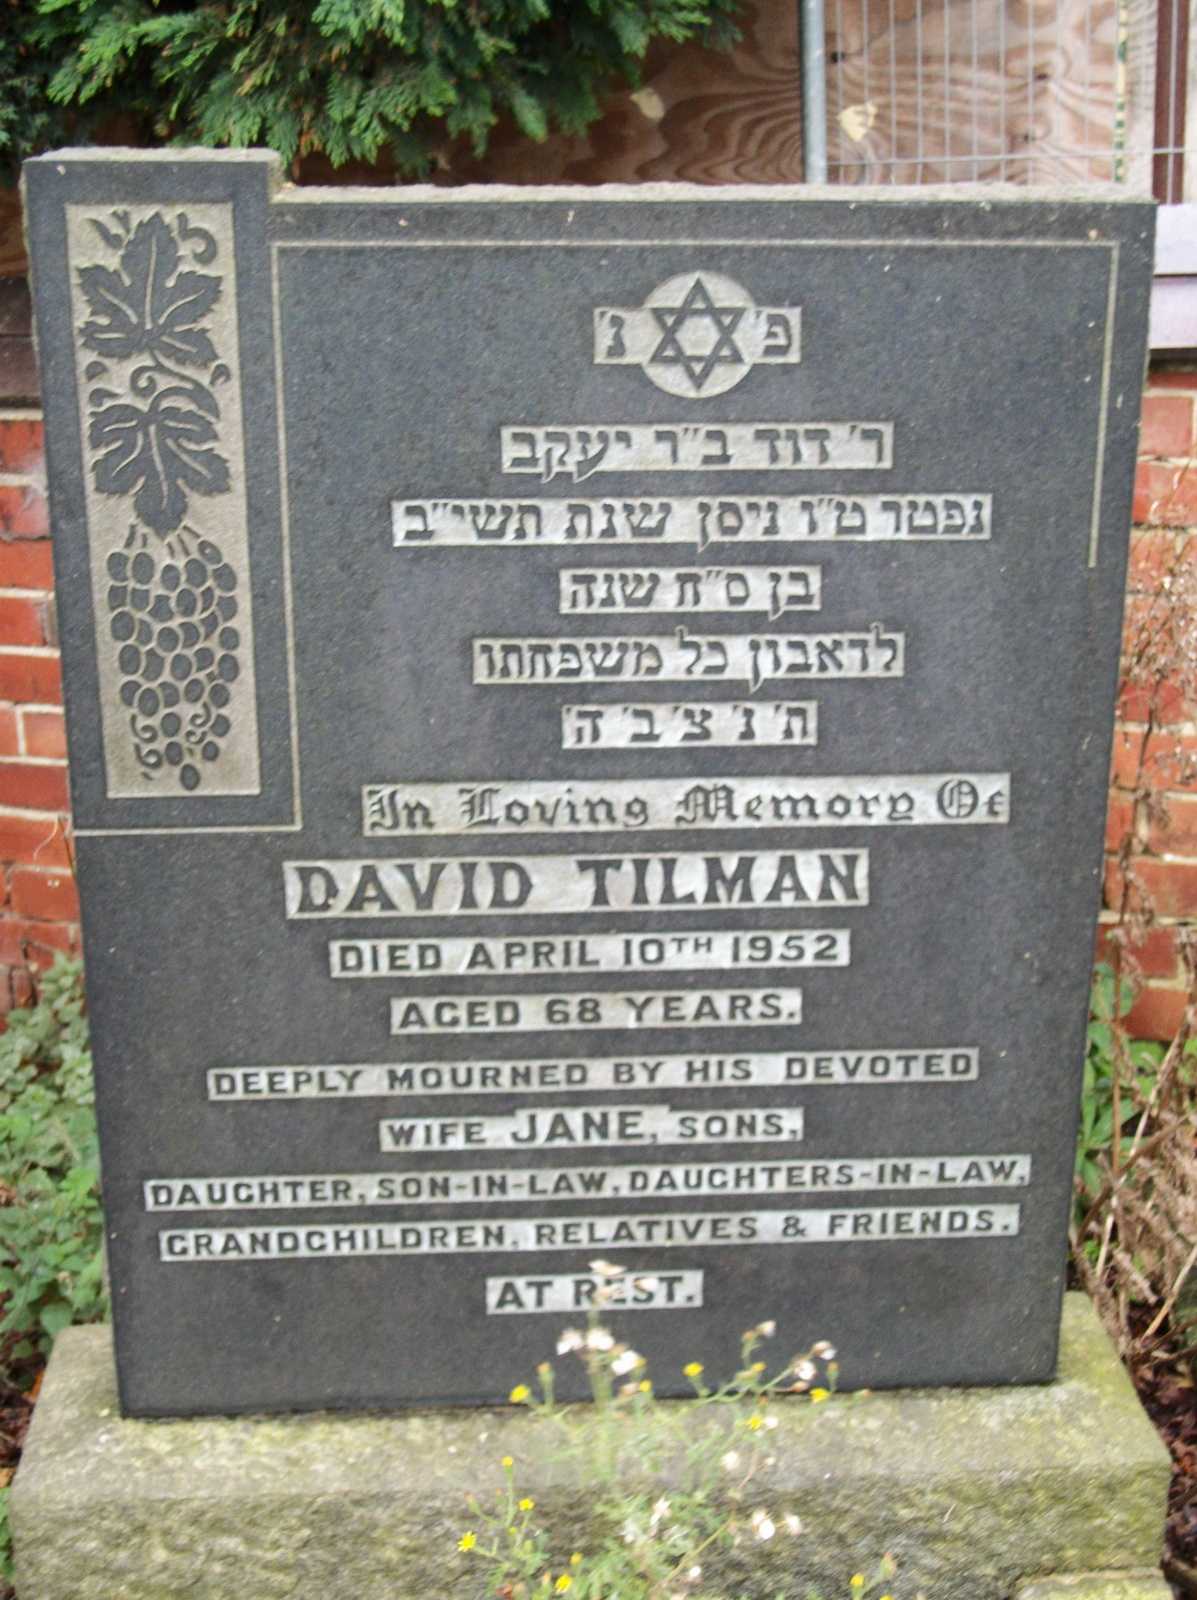 פ' נ'
ר' דוד ב"ר יעקב
נפטר ט"ו ניסן שנת תשי"ב
בן ס"ח שנה
לדאבון כל משפחתו
ת' נ' צ' ב' ה'
In Loving Memory Of
DAVID TILMAN
DIED APRIL 10TH 1952
AGED 68 YEARS.
DEEPLY MOURNED BY HIS DEVOTED
WIFE JANE, SONS,
DAUGHTER, SON-IN-LAW, DAUGHTERS-IN-LAW,
GRANDCHILDREN, RELATIVES & FRIENDS.
AT REST.